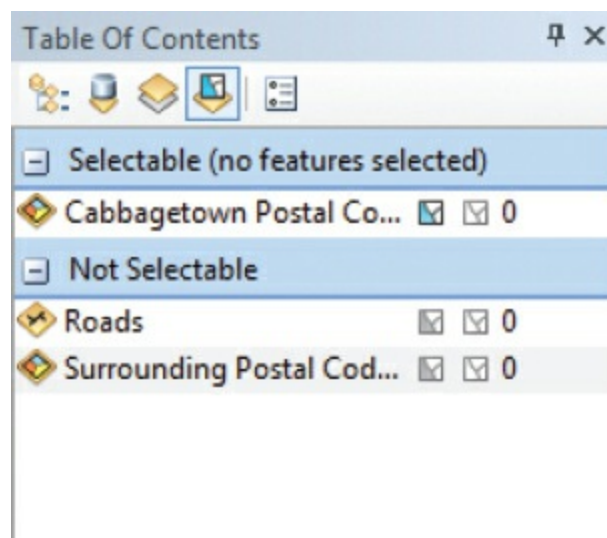 Table Of Contents
Selectable (no features selected)
Cabbagetown Postal Co... 0
Not Selectable
Roads 0
Surrounding Postal Cod... 0